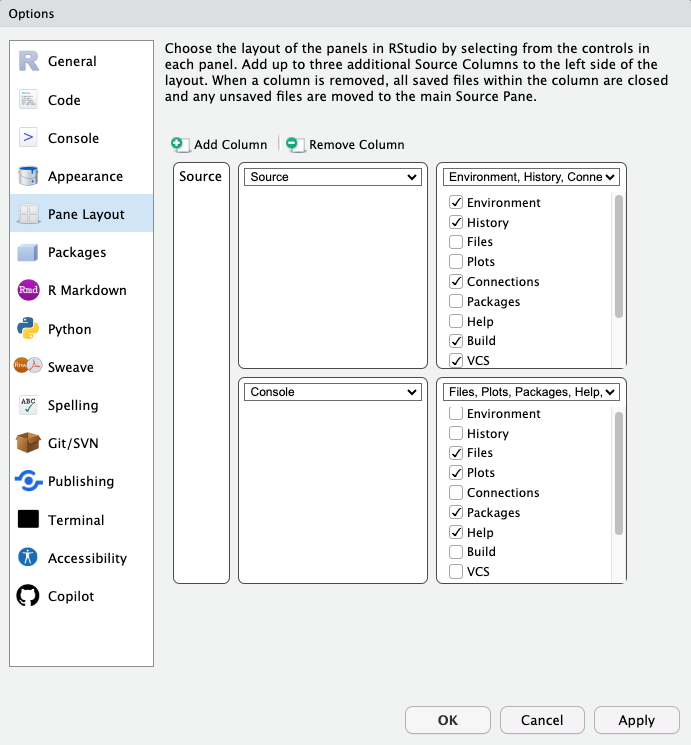 Options
General
Code
Console
Appearance
Pane Layout
Packages
Rmd R Markdown
Python
Rnw Sweave
ABC Spelling
Git/SVN
Publishing
Terminal
Accessibility
Copilot
Choose the layout of the panels in RStudio by selecting from the controls in
each panel. Add up to three additional Source Columns to the left side of the
layout. When a column is removed, all saved files within the column are closed
and any unsaved files are moved to the main Source Pane.
Add Column
Remove Column
Source
Source
Environment, History, Conne
Environment
History
Files
Plots
Connections
Packages
Help
Build
VCS
Console
Files, Plots, Packages, Help,
Environment
History
Files
Plots
Connections
Packages
Help
Build
VCS
OK
Cancel
Apply